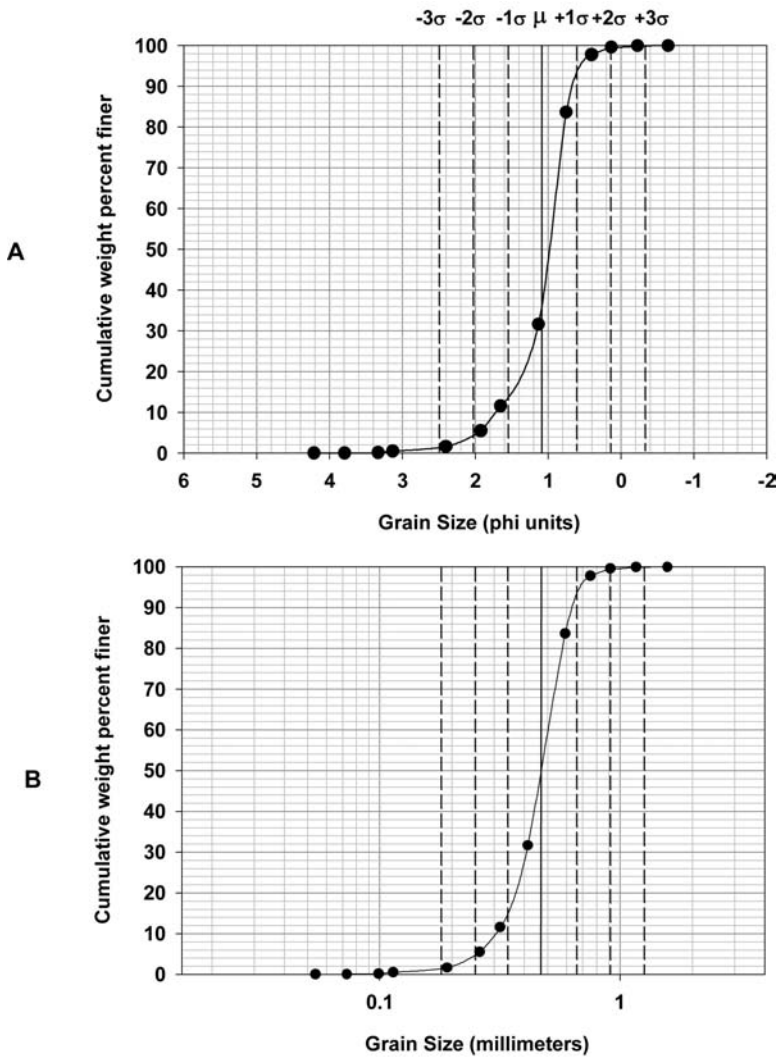 -3σ -2σ -1σ μ +1σ +2σ +3σ
A
Cumulative weight percent finer
100
90
80
70
60
50
40
30
20
10
0
6 5 4 3 2 1 0 -1 -2
Grain Size (phi units)
B
Cumulative weight percent finer
100
90
80
70
60
50
40
30
20
10
0
0.1 1
Grain Size (millimeters)